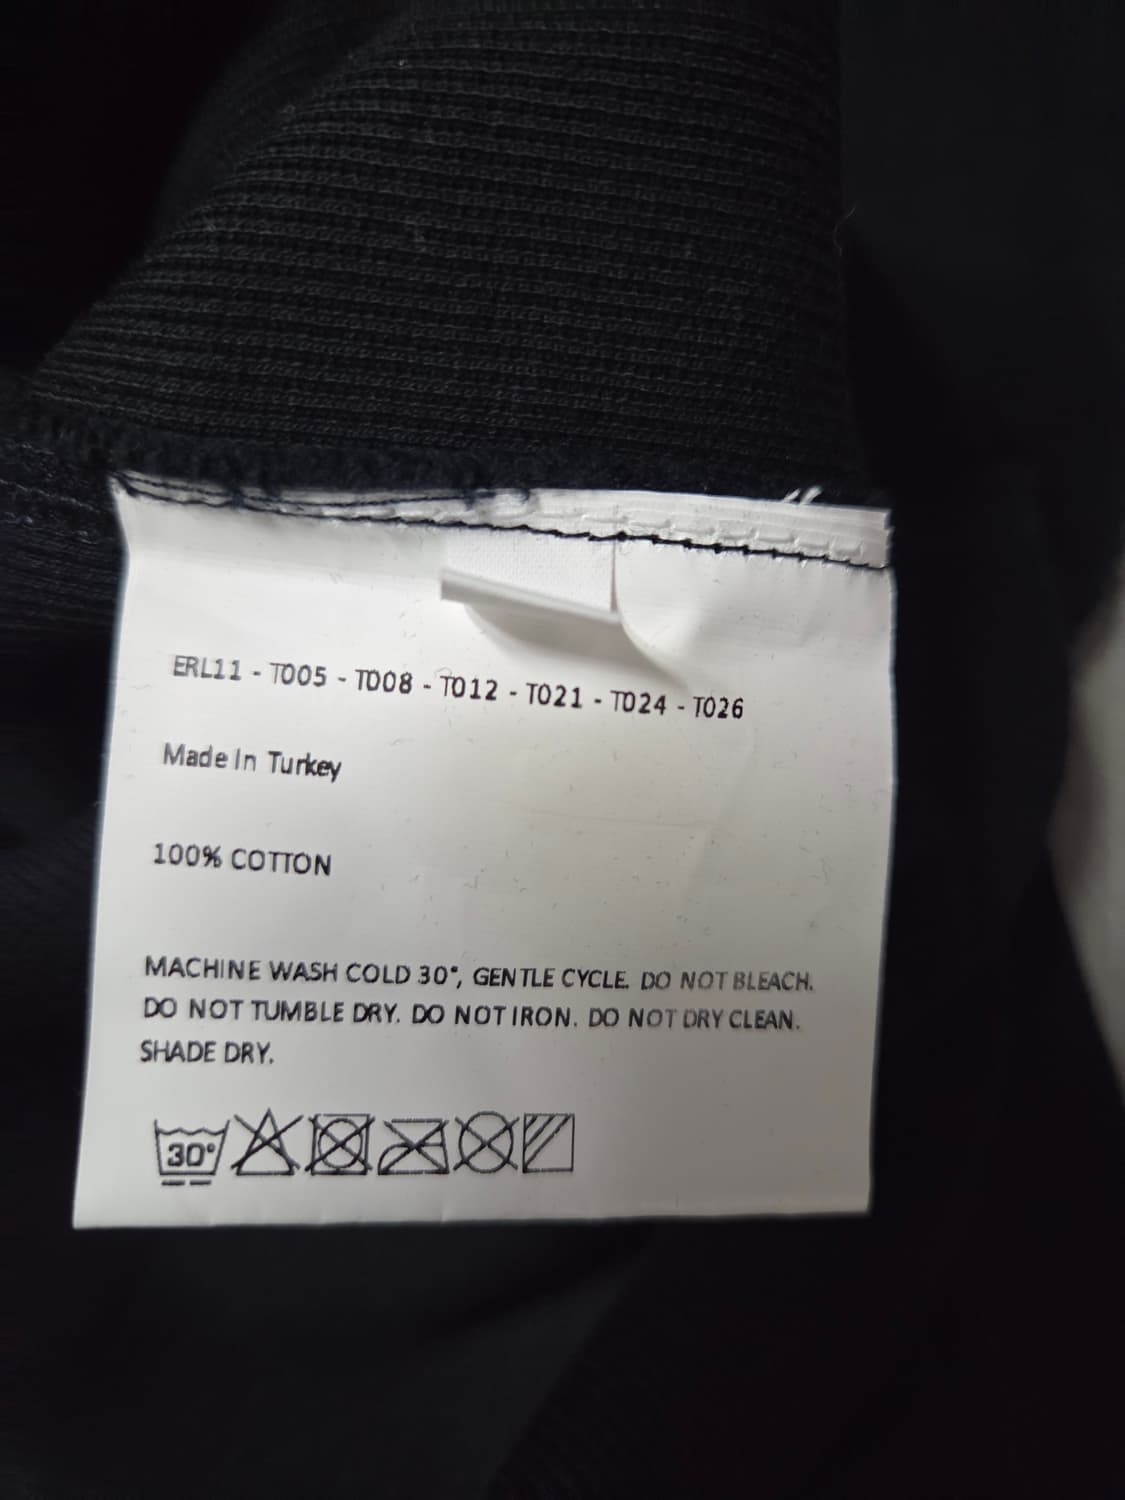 ERL11 - T005 - T008 - T012 - T021 - T024 - T026
Made In Turkey
100% COTTON
MACHINE WASH COLD 30°, GENTLE CYCLE. DO NOT BLEACH.
DO NOT TUMBLE DRY. DO NOT IRON. DO NOT DRY CLEAN.
SHADE DRY.
30°